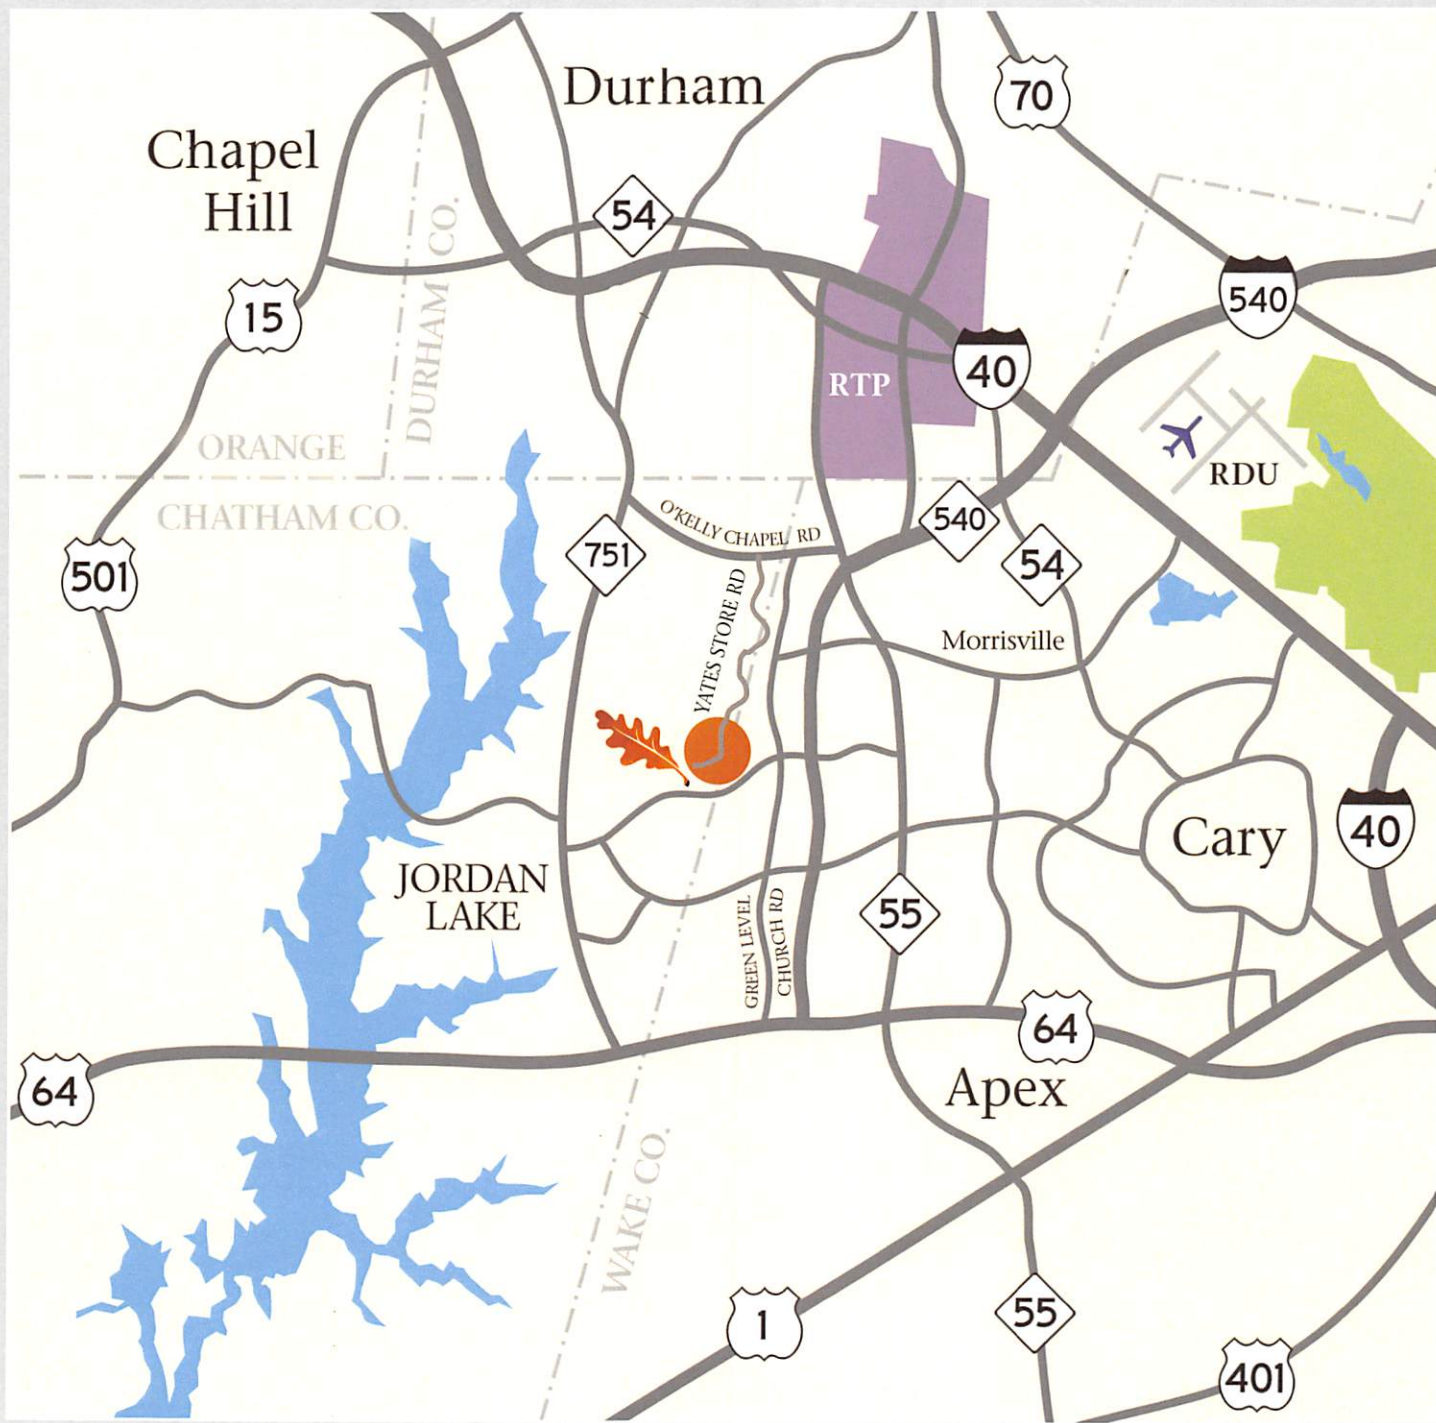 Durham
70
Chapel
Hill
54
DURHAM CO.
15
540
40
RTP
ORANGE
RDU
CHATHAM CO.
O'KELLY CHAPEL RD
540
751
54
501
YATES STORE RD
Morrisville
40
Cary
JORDAN
LAKE
55
GREEN LEVEL
CHURCH RD
64
64
Apex
WAKE CO.
1
55
401